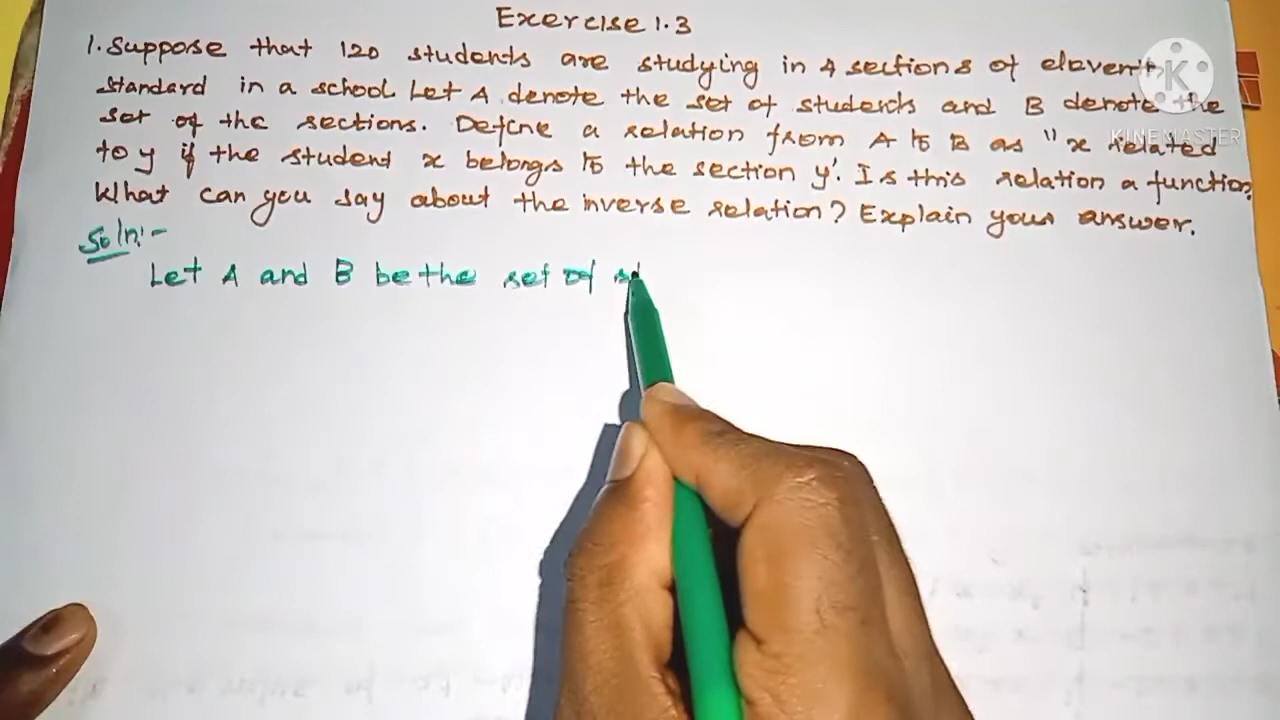 Exercise 1.3
1. Suppose that 120 students are studying in 4 sections of eleventh
standard in a school. Let A denote the set of students and B denote the
set of the sections. Define a relation from A to B as "x related
to y if the student x belongs to the section y". Is this relation a function?
What can you say about the inverse relation? Explain your answer.
Soln:-
Let A and B be the set of
K
KINEMASTER